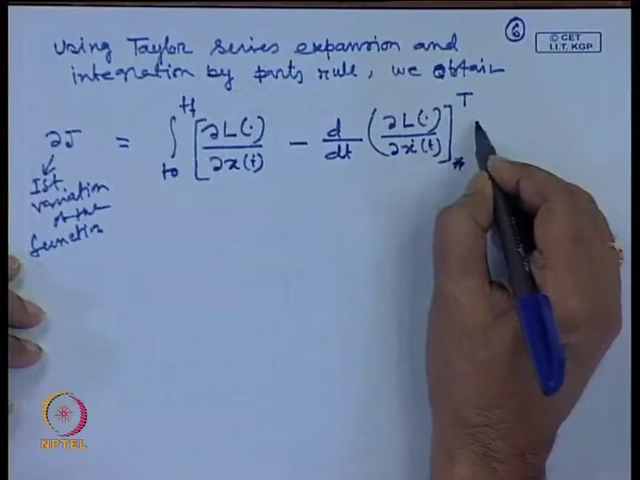 Using Taylor series expansion and
integration by parts rule, we obtain
6
© CET
I.I.T. KGP
∂J = ∫_{t0}^{tf} [∂L(·)/∂x(t) − d/dt (∂L(·)/∂ẋ(t))]_*^T
Ist
variation
of the
function
NPTEL